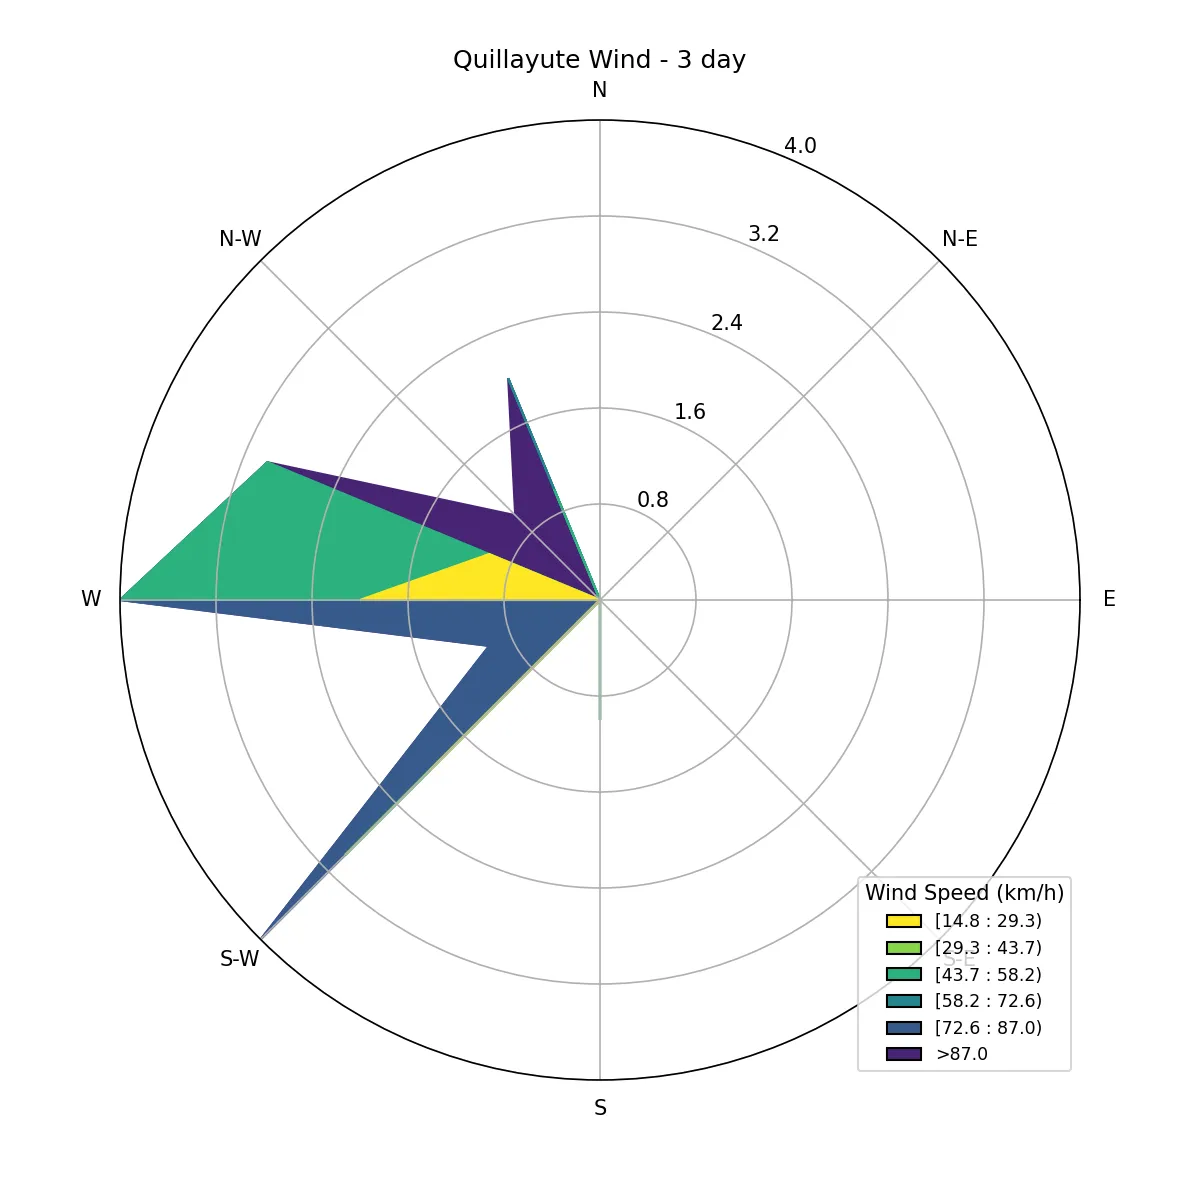 Quillayute Wind - 3 day
N
4.0
N-W
3.2
N-E
2.4
1.6
0.8
W
E
S-W
S-E
Wind Speed (km/h)
[14.8 : 29.3)
[29.3 : 43.7)
[43.7 : 58.2)
[58.2 : 72.6)
[72.6 : 87.0)
>87.0
S